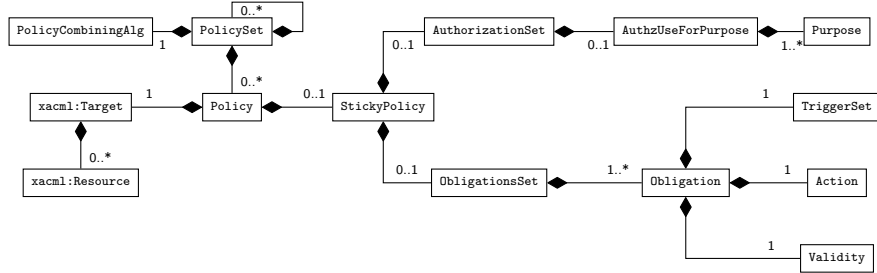 0..*
PolicyCombiningAlg
1
PolicySet
AuthorizationSet
0..1
AuthzUseForPurpose
0..1
Purpose
1..*
0..*
xacml:Target
1
Policy
0..1
StickyPolicy
TriggerSet
1
0..*
xacml:Resource
0..1
ObligationsSet
1..*
Obligation
1
Action
1
Validity